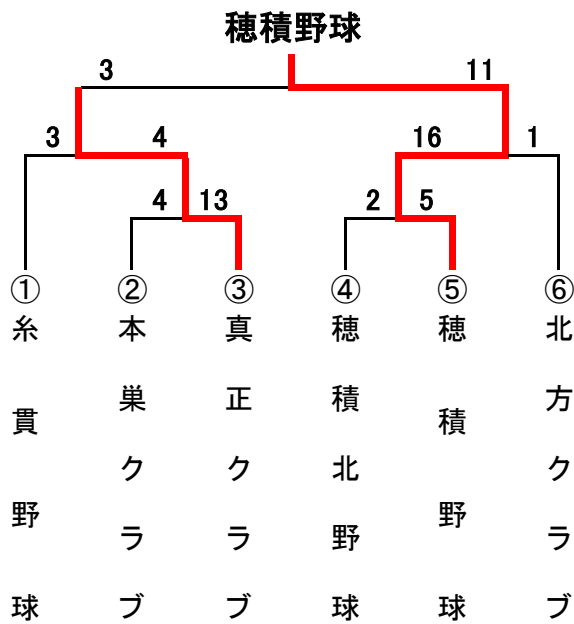 穂積野球
3 11
3 4 16 1
4 13 2 5
① ② ③ ④ ⑤ ⑥
糸貫野球
本巣クラブ
真正クラブ
穂積北野球
穂積野球
北方クラブ